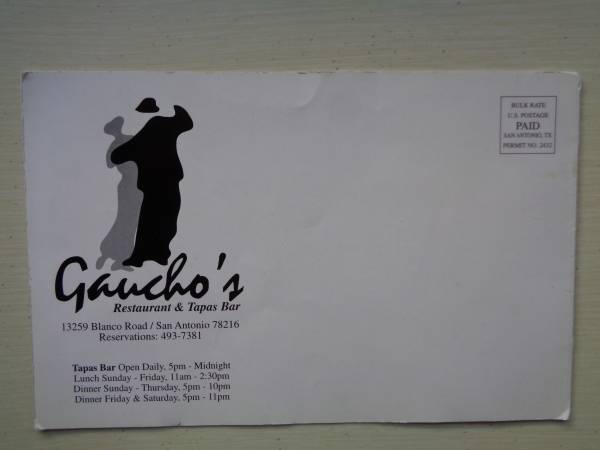 BULK RATE
U.S. POSTAGE
PAID
SAN ANTONIO, TX
PERMIT NO. 2432
Gaucho's
Restaurant & Tapas Bar
13259 Blanco Road / San Antonio 78216
Reservations: 493-7381
Tapas Bar Open Daily, 5pm - Midnight
Lunch Sunday - Friday, 11am - 2:30pm
Dinner Sunday - Thursday, 5pm - 10pm
Dinner Friday & Saturday, 5pm - 11pm